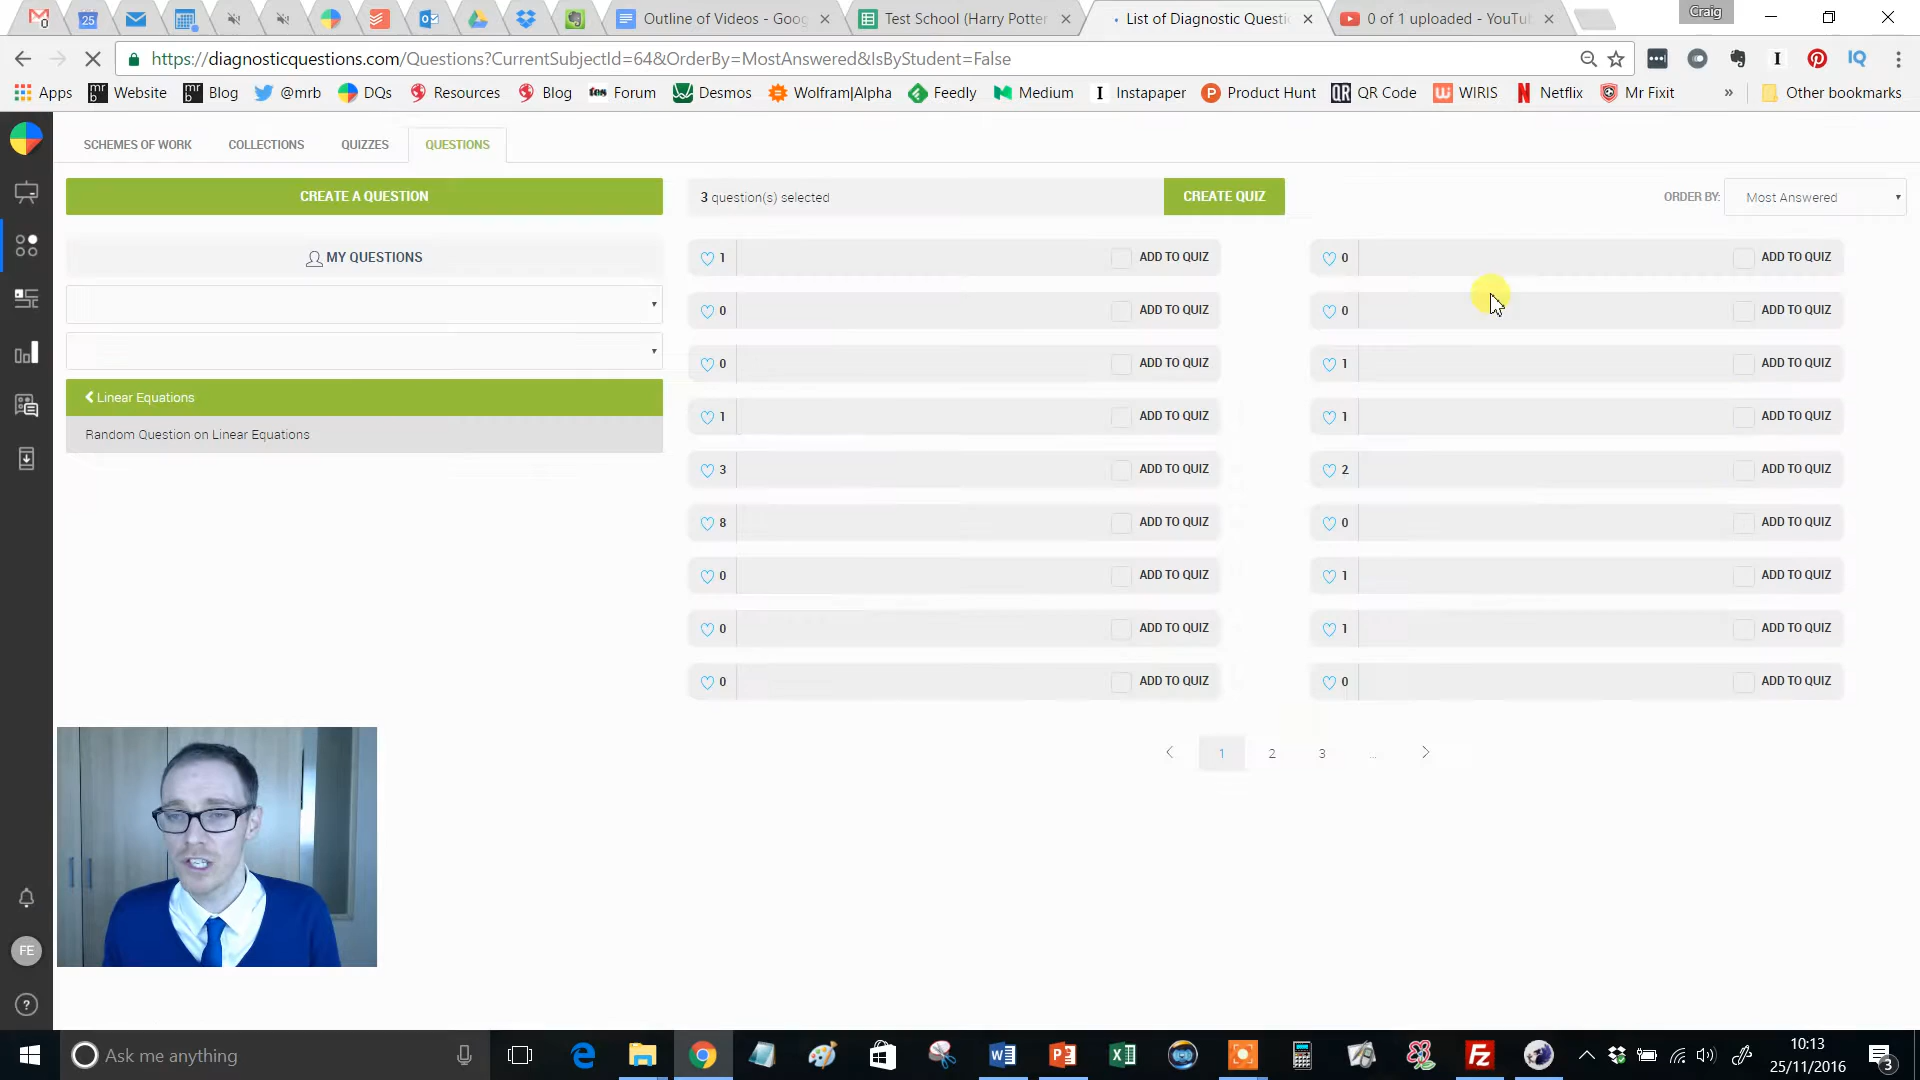 Outline of Videos - Goog
Test School (Harry Potter
List of Diagnostic Questi
0 of 1 uploaded - YouTu
Craig
https://diagnosticquestions.com/Questions?CurrentSubjectId=64&OrderBy=MostAnswered&IsByStudent=False
Apps
mrb Website
mrb Blog
@mrb
DQs
Resources
Blog
tes Forum
Desmos
Wolfram|Alpha
Feedly
Medium
Instapaper
Product Hunt
QR Code
WIRIS
Netflix
Mr Fixit
»
Other bookmarks
SCHEMES OF WORK
COLLECTIONS
QUIZZES
QUESTIONS
CREATE A QUESTION
3 question(s) selected
CREATE QUIZ
ORDER BY: Most Answered
MY QUESTIONS
Linear Equations
Random Question on Linear Equations
1 ADD TO QUIZ
0 ADD TO QUIZ
0 ADD TO QUIZ
0 ADD TO QUIZ
0 ADD TO QUIZ
1 ADD TO QUIZ
1 ADD TO QUIZ
1 ADD TO QUIZ
3 ADD TO QUIZ
2 ADD TO QUIZ
8 ADD TO QUIZ
0 ADD TO QUIZ
0 ADD TO QUIZ
1 ADD TO QUIZ
0 ADD TO QUIZ
1 ADD TO QUIZ
0 ADD TO QUIZ
0 ADD TO QUIZ
1 2 3 ...
FE
?
Ask me anything
10:13
25/11/2016
3